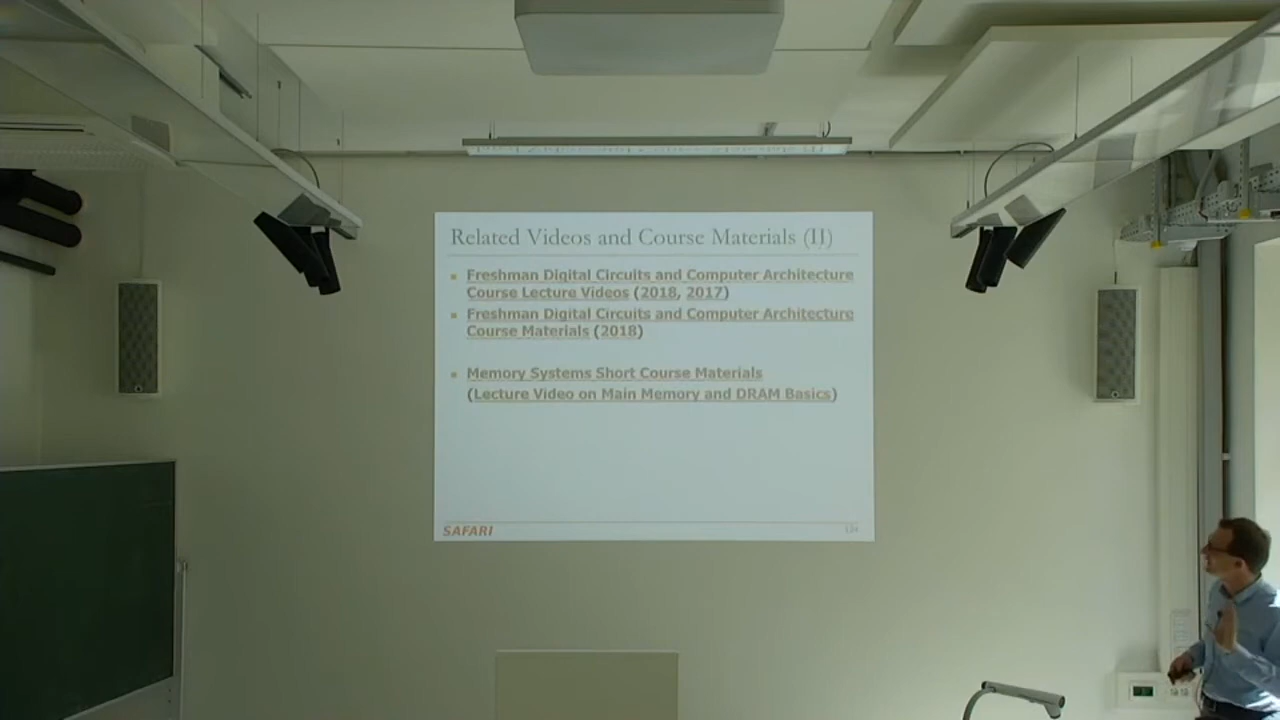 Related Videos and Course Materials (II)
Freshman Digital Circuits and Computer Architecture
Course Lecture Videos (2018, 2017)
Freshman Digital Circuits and Computer Architecture
Course Materials (2018)
Memory Systems Short Course Materials
(Lecture Video on Main Memory and DRAM Basics)
SAFARI